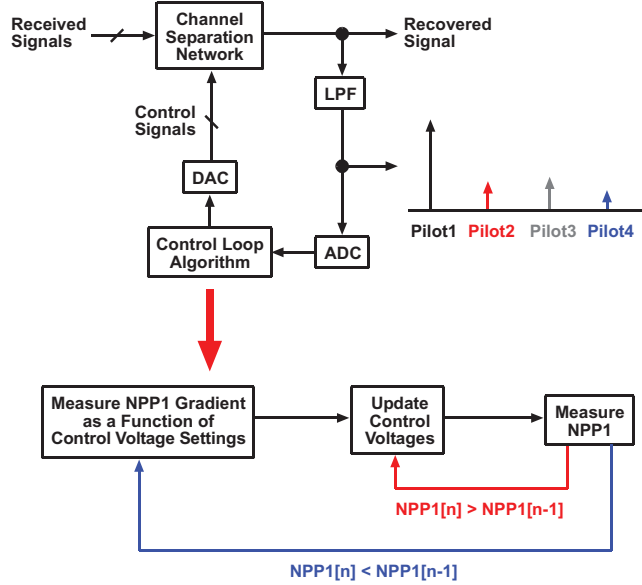 Received
Signals
Channel
Separation
Network
Recovered
Signal
LPF
Control
Signals
DAC
Pilot1 Pilot2 Pilot3 Pilot4
Control Loop
Algorithm
ADC
Measure NPP1 Gradient
as a Function of
Control Voltage Settings
Update
Control
Voltages
Measure
NPP1
NPP1[n] > NPP1[n-1]
NPP1[n] < NPP1[n-1]